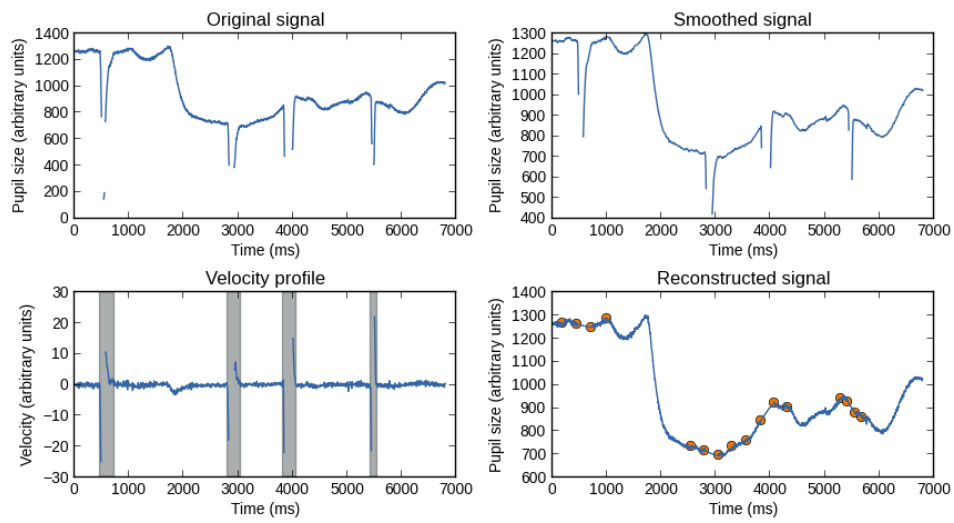 Original signal
Pupil size (arbitrary units)
1400
1200
1000
800
600
400
200
0
0 1000 2000 3000 4000 5000 6000 7000
Time (ms)
Smoothed signal
Pupil size (arbitrary units)
1300
1200
1100
1000
900
800
700
600
500
400
0 1000 2000 3000 4000 5000 6000 7000
Time (ms)
Velocity profile
Velocity (arbitrary units)
30
20
10
0
−10
−20
−30
0 1000 2000 3000 4000 5000 6000 7000
Time (ms)
Reconstructed signal
Pupil size (arbitrary units)
1400
1300
1200
1100
1000
900
800
700
600
0 1000 2000 3000 4000 5000 6000 7000
Time (ms)